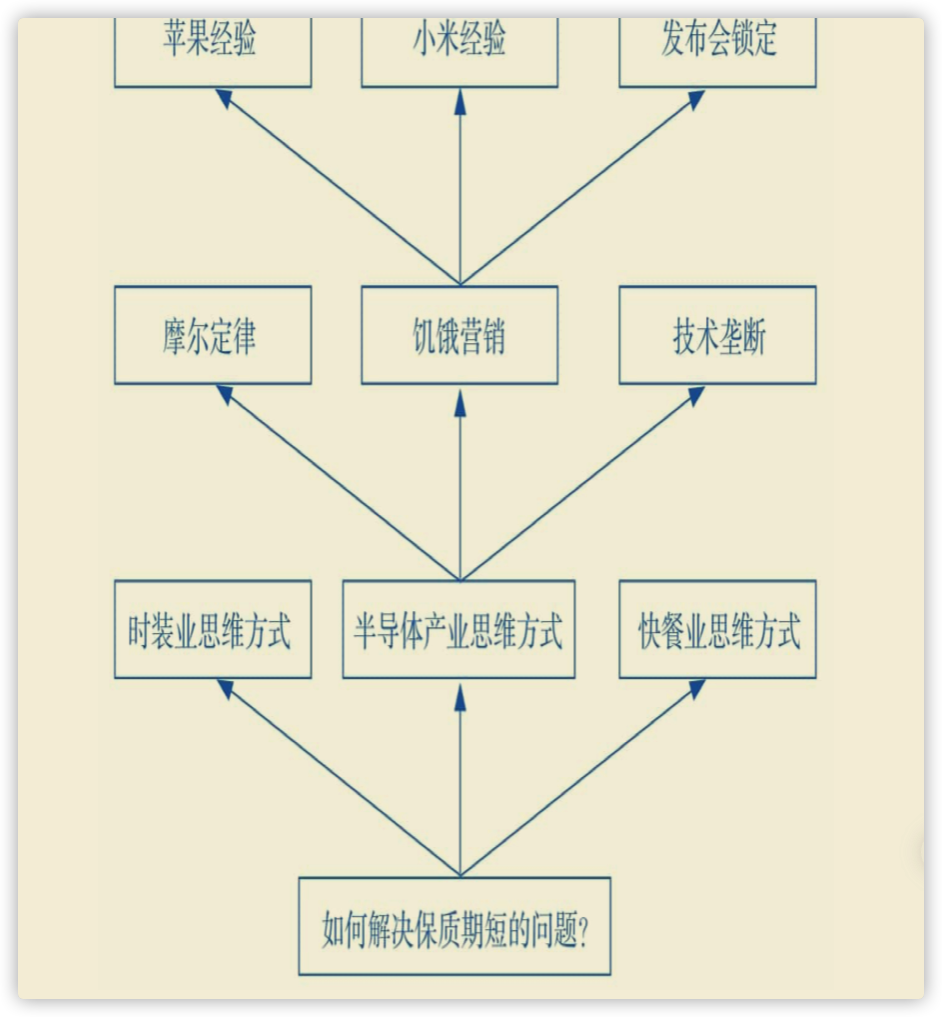 苹果经验
小米经验
发布会锁定
摩尔定律
饥饿营销
技术垄断
时装业思维方式
半导体产业思维方式
快餐业思维方式
如何解决保质期短的问题?